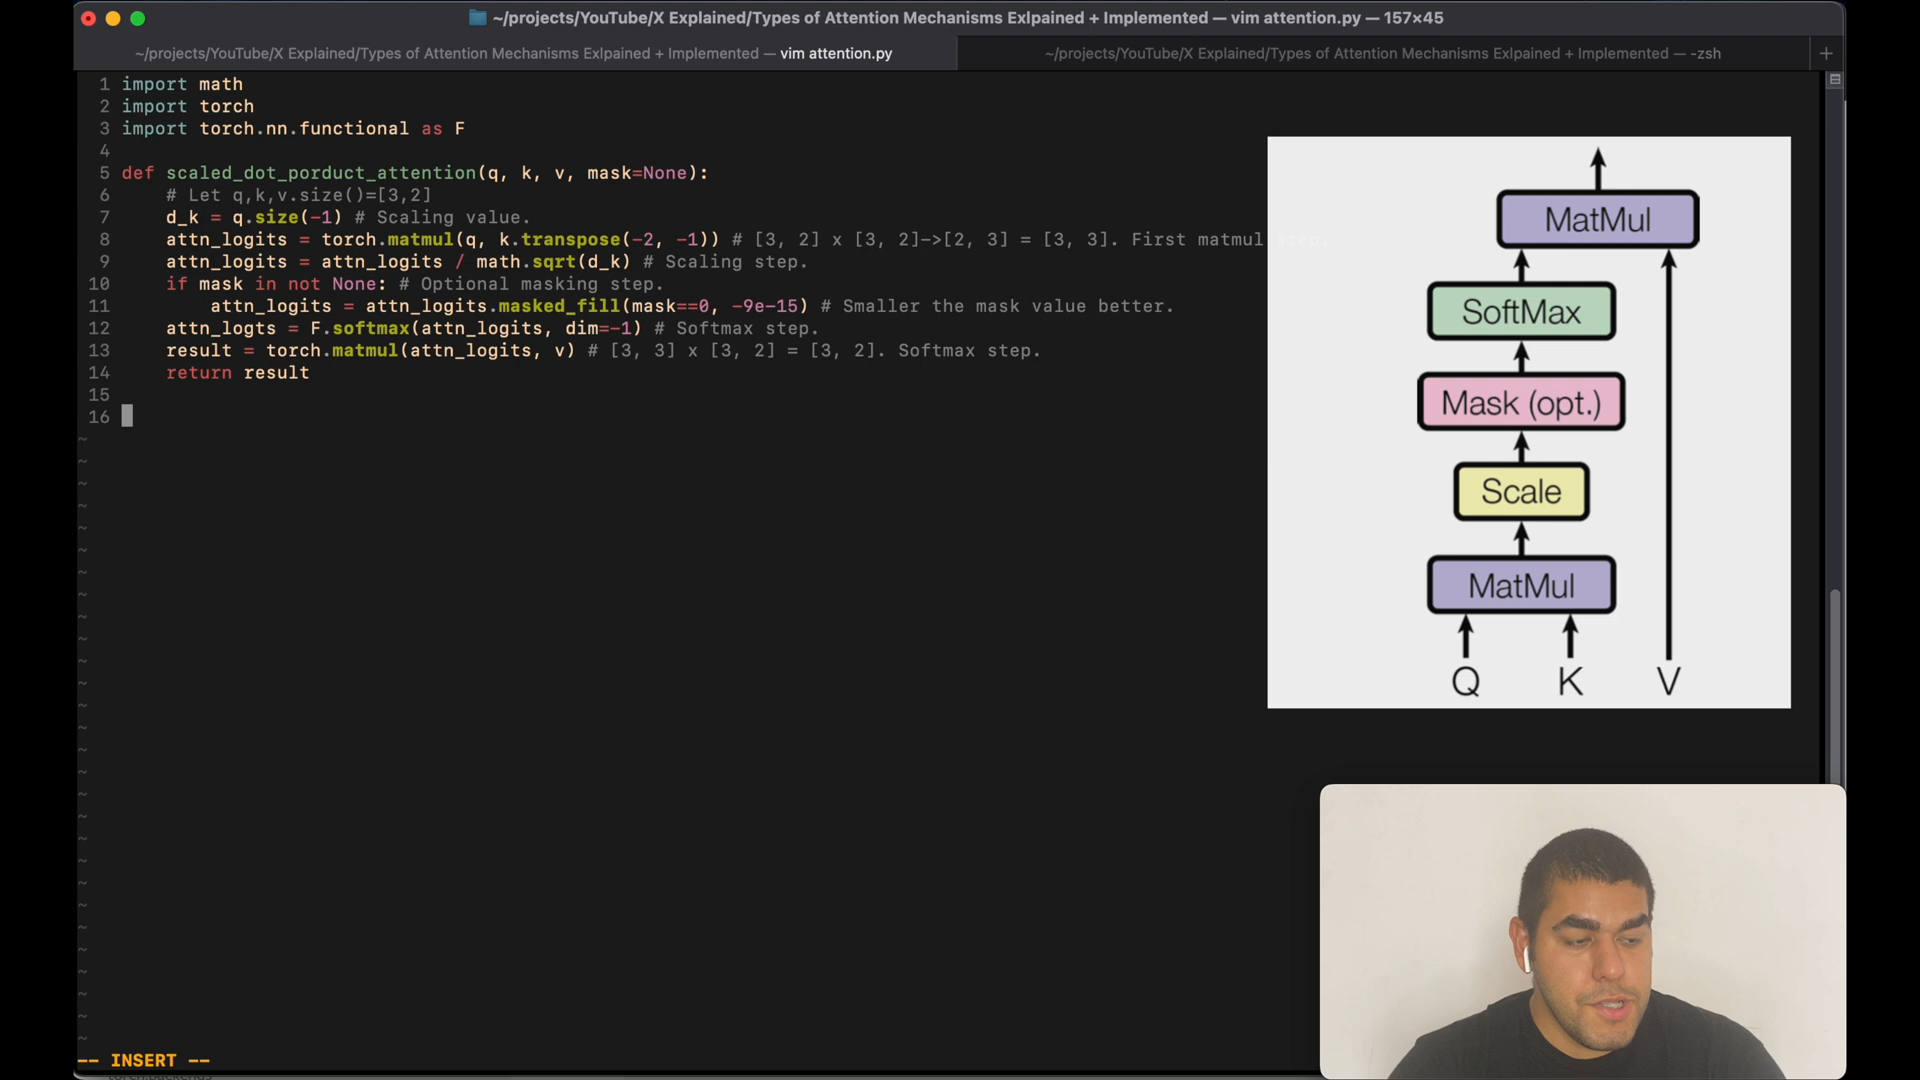 ~/projects/YouTube/X Explained/Types of Attention Mechanisms Exlpained + Implemented — vim attention.py — 157×45
~/projects/YouTube/X Explained/Types of Attention Mechanisms Exlpained + Implemented — vim attention.py
~/projects/YouTube/X Explained/Types of Attention Mechanisms Exlpained + Implemented — -zsh
+
1 import math
2 import torch
3 import torch.nn.functional as F
4
5 def scaled_dot_porduct_attention(q, k, v, mask=None):
6 # Let q,k,v.size()=[3,2]
7 d_k = q.size(-1) # Scaling value.
8 attn_logits = torch.matmul(q, k.transpose(-2, -1)) # [3, 2] x [3, 2]->[2, 3] = [3, 3]. First matmul step.
9 attn_logits = attn_logits / math.sqrt(d_k) # Scaling step.
10 if mask in not None: # Optional masking step.
11 attn_logits = attn_logits.masked_fill(mask==0, -9e-15) # Smaller the mask value better.
12 attn_logts = F.softmax(attn_logits, dim=-1) # Softmax step.
13 result = torch.matmul(attn_logits, v) # [3, 3] x [3, 2] = [3, 2]. Softmax step.
14 return result
15
16
-- INSERT --
MatMul
SoftMax
Mask (opt.)
Scale
MatMul
Q K V